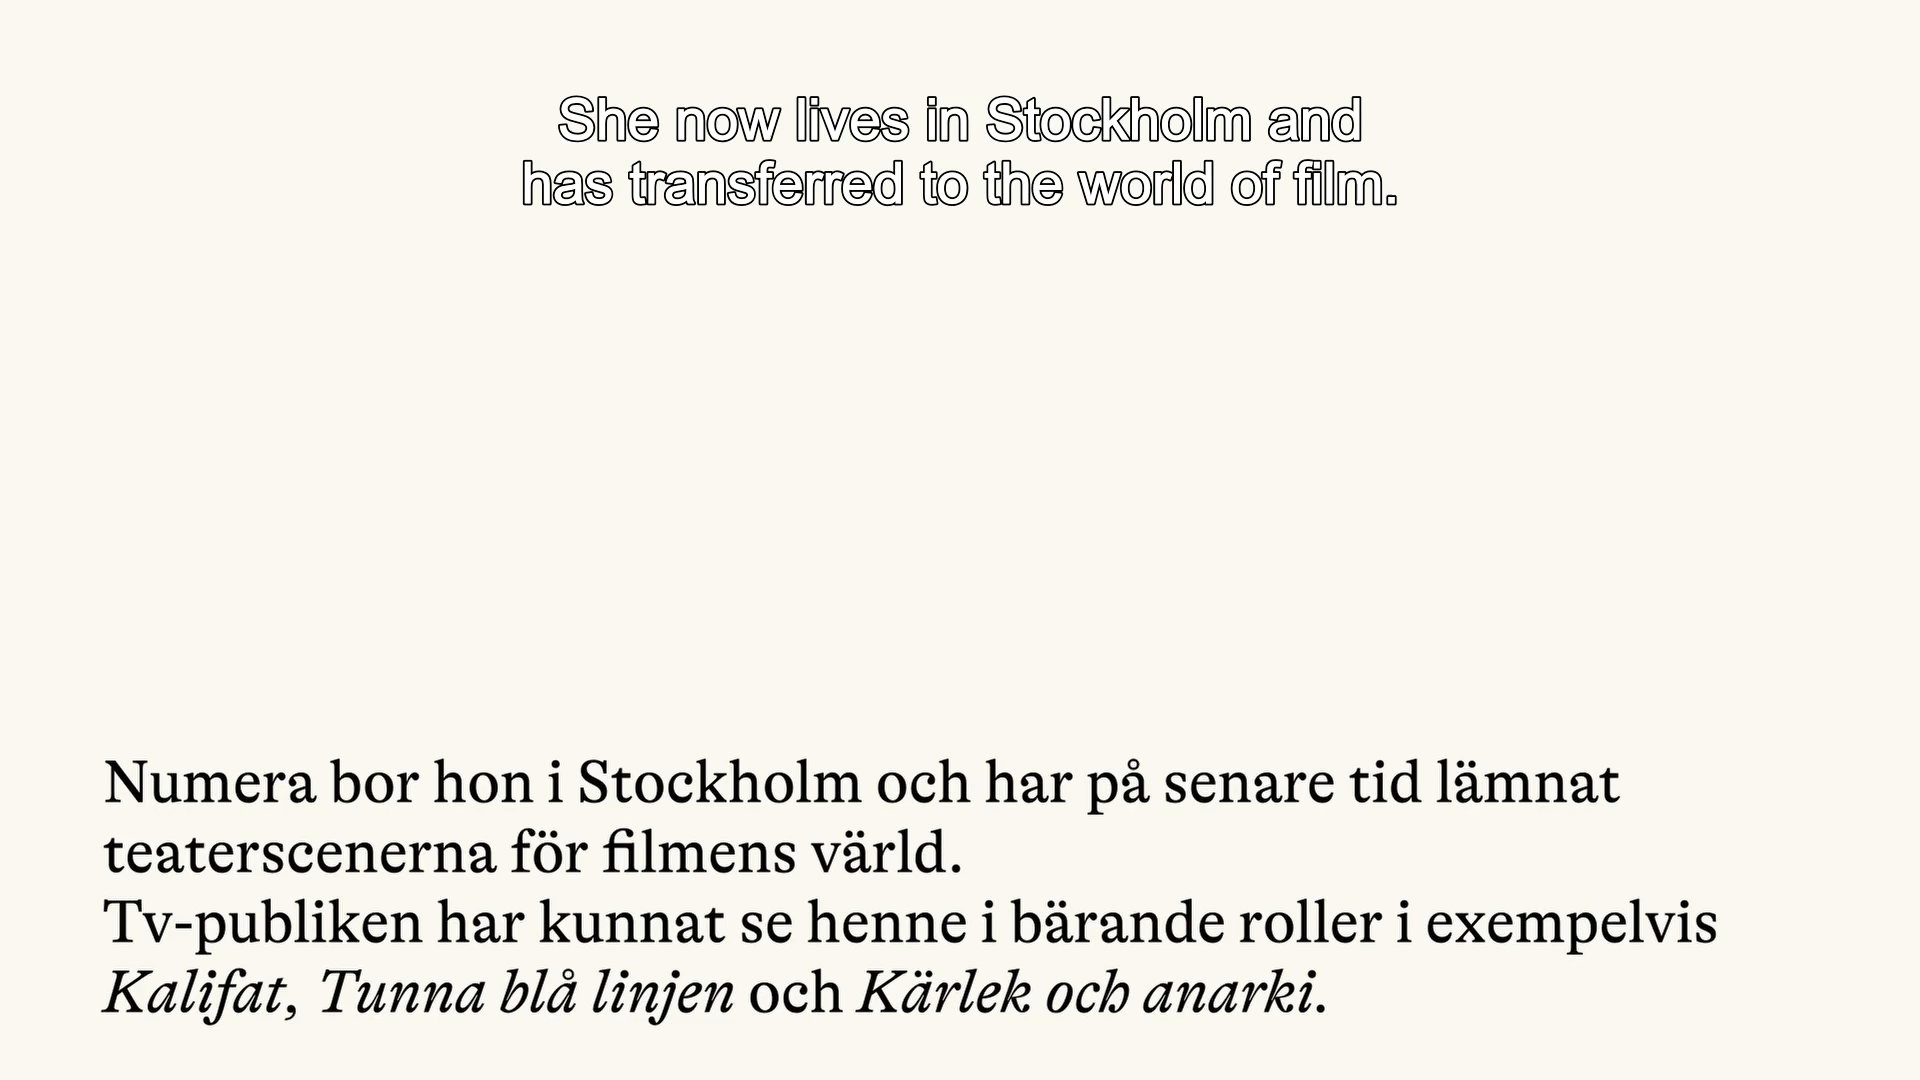 She now lives in Stockholm and
has transferred to the world of film.
Numera bor hon i Stockholm och har på senare tid lämnat
teaterscenerna för filmens värld.
Tv-publiken har kunnat se henne i bärande roller i exempelvis
Kalifat, Tunna blå linjen och Kärlek och anarki.